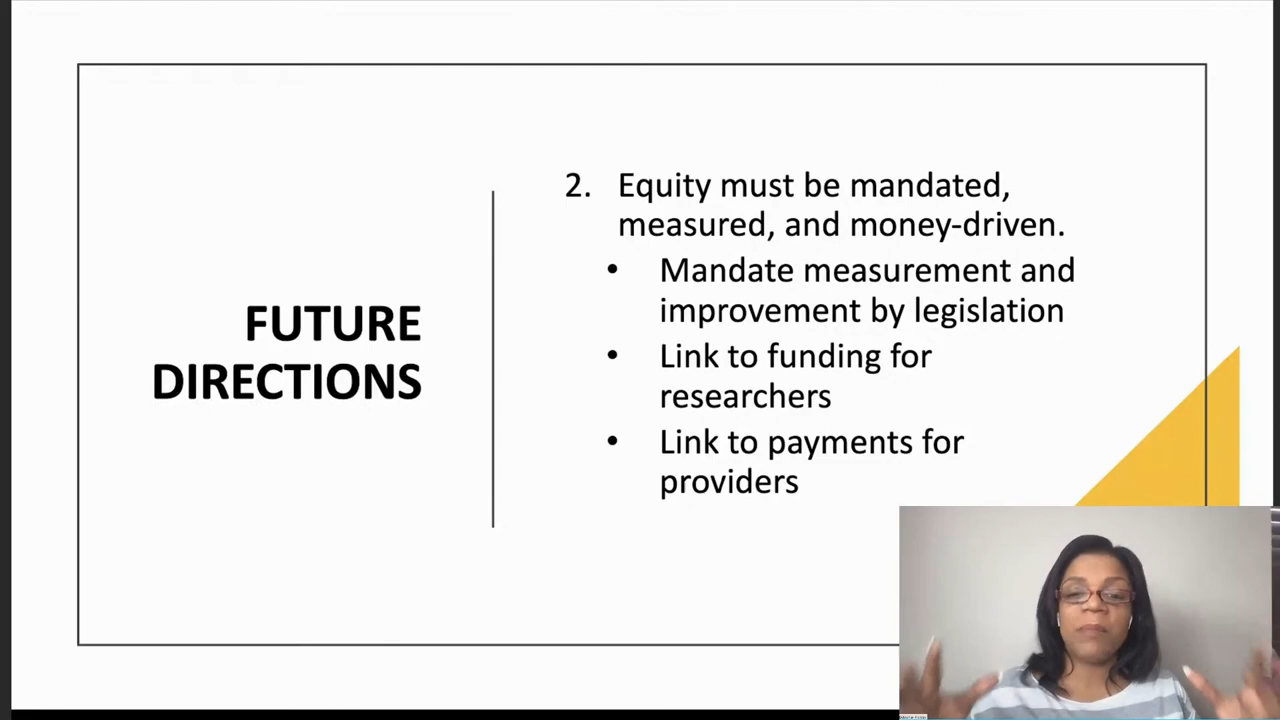 FUTURE
DIRECTIONS
2. Equity must be mandated,
measured, and money-driven.
• Mandate measurement and
improvement by legislation
• Link to funding for
researchers
• Link to payments for
providers